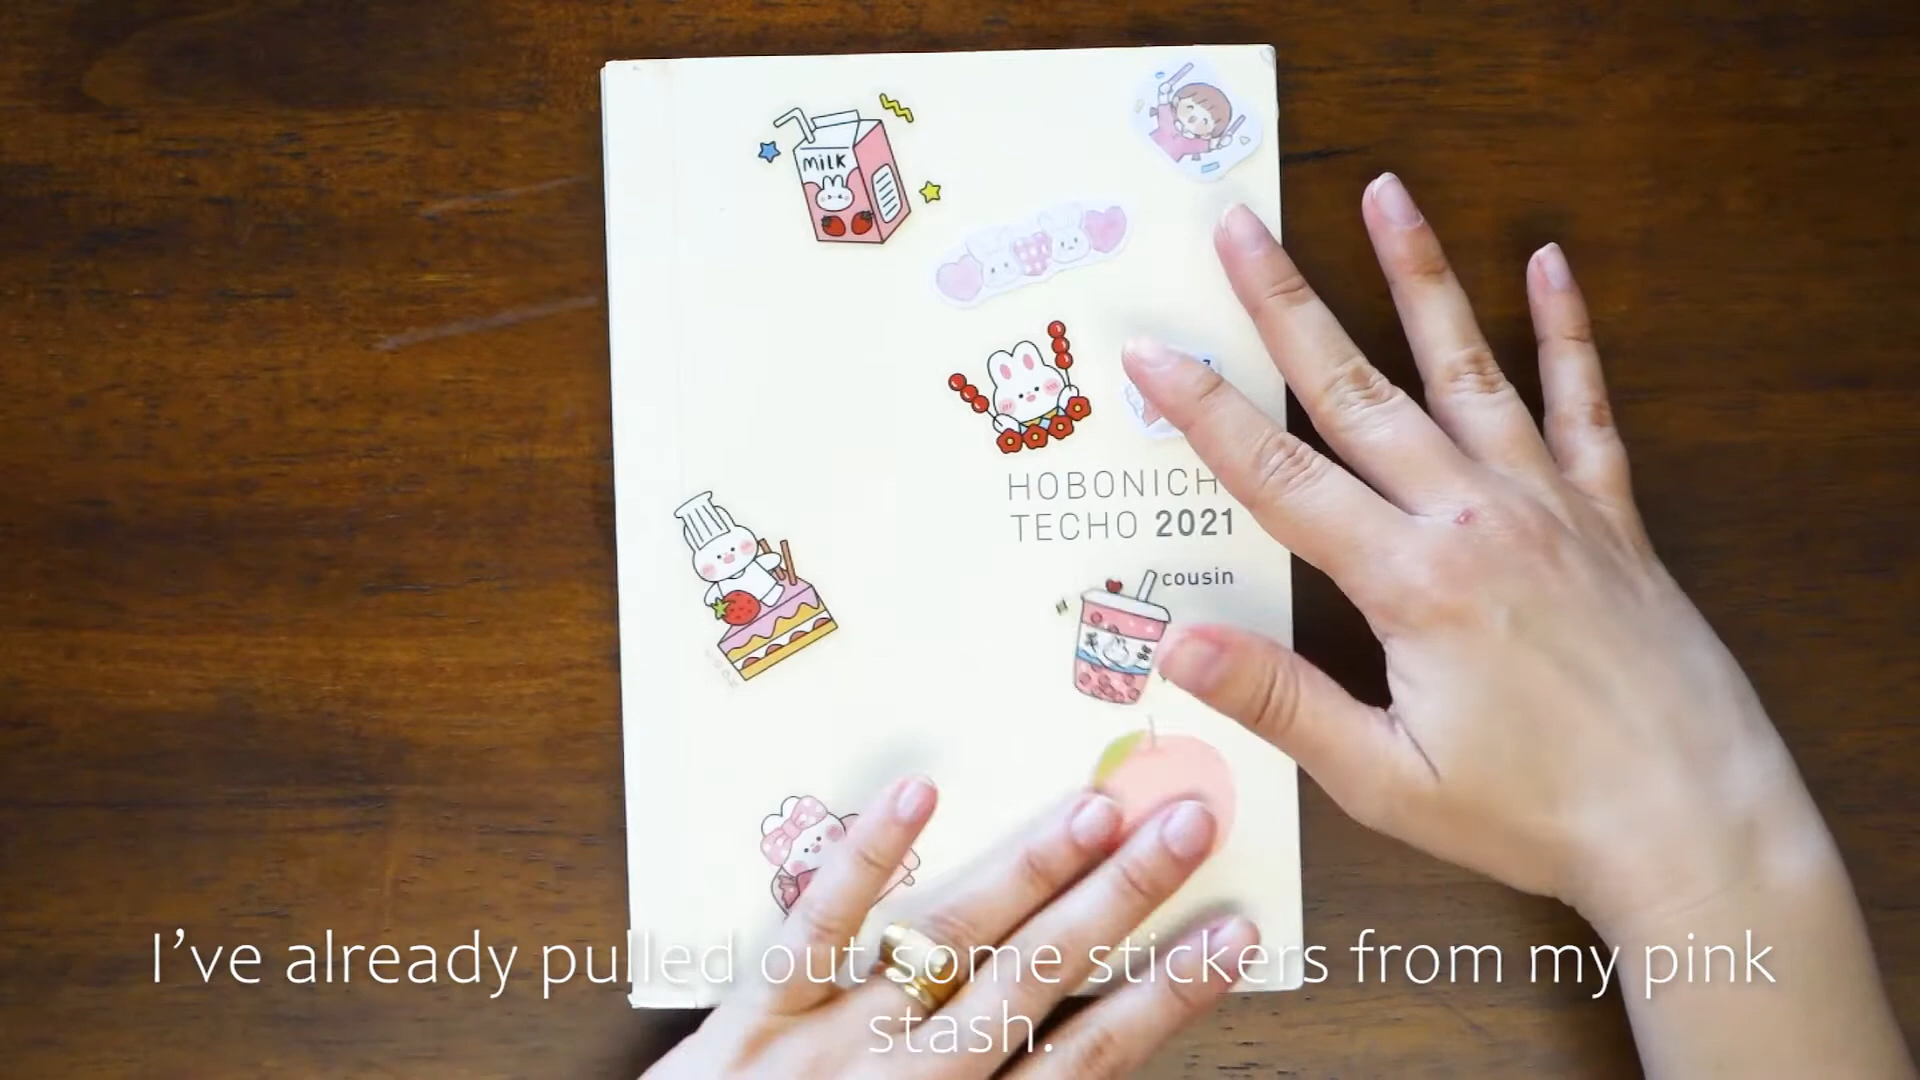 MILK
HOBONICH
TECHO 2021
cousin
I've already pulled out some stickers from my pink
stash.